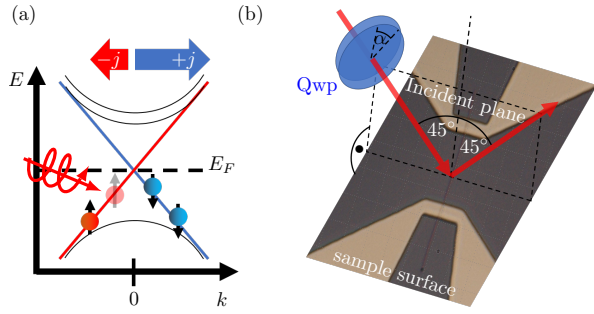 (a)
−j
+j
E
E_F
0
k
(b)
α
Qwp
Incident plane
45°
45°
sample surface